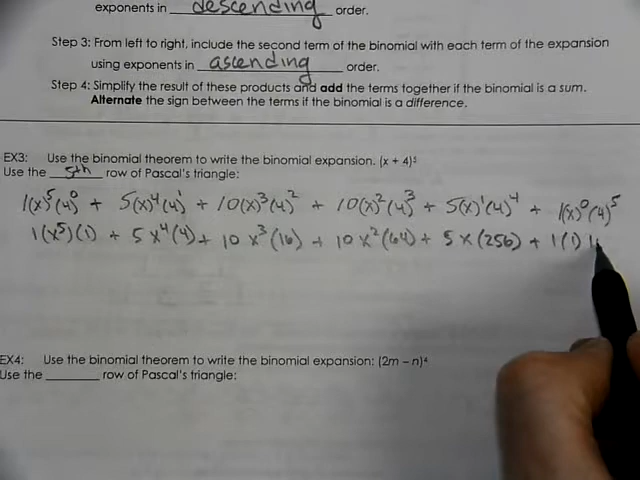 exponents in descending order.
Step 3: From left to right, include the second term of the binomial with each term of the expansion
using exponents in ascending order.
Step 4: Simplify the result of these products and add the terms together if the binomial is a sum.
Alternate the sign between the terms if the binomial is a difference.
EX3: Use the binomial theorem to write the binomial expansion. (x + 4)⁵
Use the 5th row of Pascal's triangle:
1(x)⁵(4)⁰ + 5(x)⁴(4)¹ + 10(x)³(4)² + 10(x)²(4)³ + 5(x)¹(4)⁴ + 1(x)⁰(4)⁵
1(x⁵)(1) + 5x⁴(4) + 10x³(16) + 10x²(64) + 5x(256) + 1(1)
EX4: Use the binomial theorem to write the binomial expansion: (2m – n)⁴
Use the ______ row of Pascal's triangle: